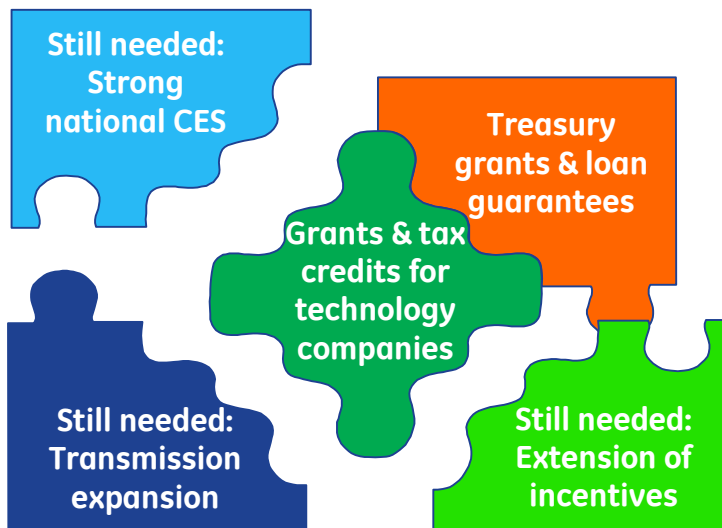 Still needed:
Strong
national CES
Treasury
grants & loan
guarantees
Grants & tax
credits for
technology
companies
Still needed:
Transmission
expansion
Still needed:
Extension of
incentives